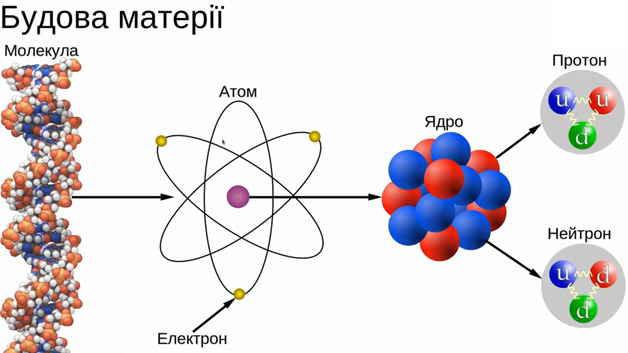 Будова матерії
Молекула
Атом
Електрон
Ядро
Протон
u u
d
Нейтрон
u d
d